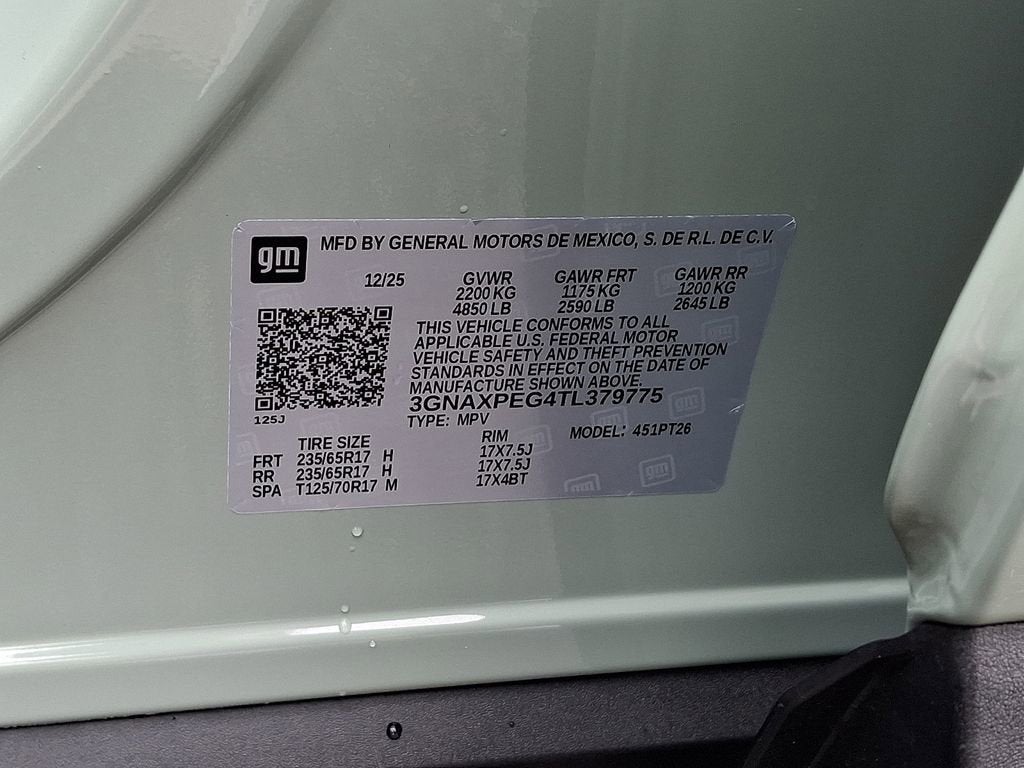 gm
MFD BY GENERAL MOTORS DE MEXICO, S. DE R.L. DE C.V.
12/25 GVWR GAWR FRT GAWR RR
2200 KG 1175 KG 1200 KG
4850 LB 2590 LB 2645 LB
THIS VEHICLE CONFORMS TO ALL
APPLICABLE U.S. FEDERAL MOTOR
VEHICLE SAFETY AND THEFT PREVENTION
STANDARDS IN EFFECT ON THE DATE OF
MANUFACTURE SHOWN ABOVE.
3GNAXPEG4TL379775
125J
TYPE: MPV MODEL: 451PT26
TIRE SIZE RIM
FRT 235/65R17 H 17X7.5J
RR 235/65R17 H 17X7.5J
SPA T125/70R17 M 17X4BT